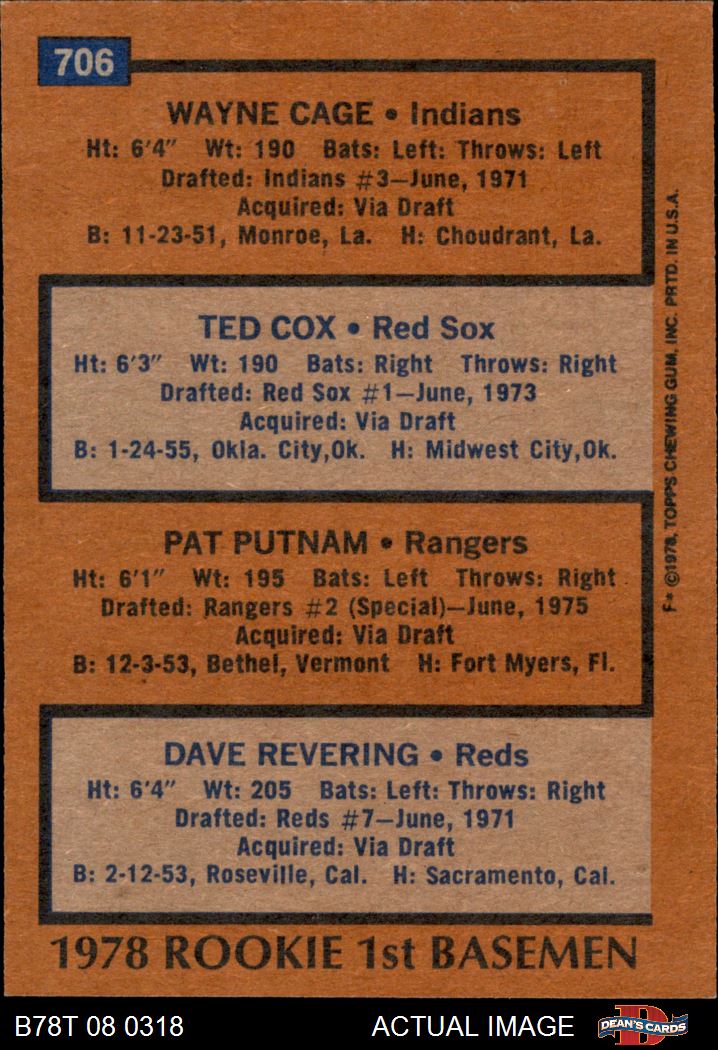 706
WAYNE CAGE • Indians
Ht: 6'4" Wt: 190 Bats: Left: Throws: Left
Drafted: Indians #3—June, 1971
Acquired: Via Draft
B: 11-23-51, Monroe, La. H: Choudrant, La.
TED COX • Red Sox
Ht: 6'3" Wt: 190 Bats: Right Throws: Right
Drafted: Red Sox #1—June, 1973
Acquired: Via Draft
B: 1-24-55, Okla. City,Ok. H: Midwest City,Ok.
PAT PUTNAM • Rangers
Ht: 6'1" Wt: 195 Bats: Left Throws: Right
Drafted: Rangers #2 (Special)—June, 1975
Acquired: Via Draft
B: 12-3-53, Bethel, Vermont H: Fort Myers, Fl.
DAVE REVERING • Reds
Ht: 6'4" Wt: 205 Bats: Left: Throws: Right
Drafted: Reds #7—June, 1971
Acquired: Via Draft
B: 2-12-53, Roseville, Cal. H: Sacramento, Cal.
1978 ROOKIE 1st BASEMEN
F* ©1978, TOPPS CHEWING GUM, INC. PRTD. IN U.S.A.
B78T 08 0318 ACTUAL IMAGE
D
DEAN'S CARDS